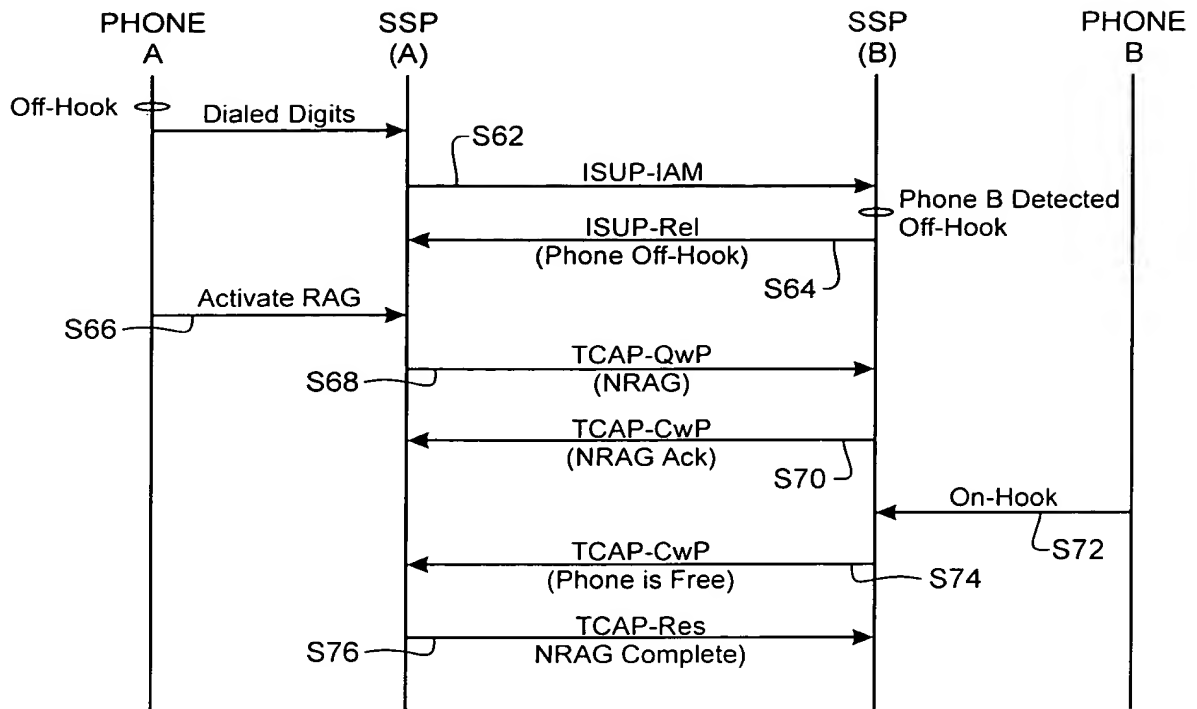 PHONE
A
SSP
(A)
SSP
(B)
PHONE
B
Off-Hook
Dialed Digits
S62
ISUP-IAM
Phone B Detected
Off-Hook
ISUP-Rel
(Phone Off-Hook)
S64
Activate RAG
S66
TCAP-QwP
(NRAG)
S68
TCAP-CwP
(NRAG Ack)
S70
On-Hook
S72
TCAP-CwP
(Phone is Free)
S74
TCAP-Res
NRAG Complete)
S76